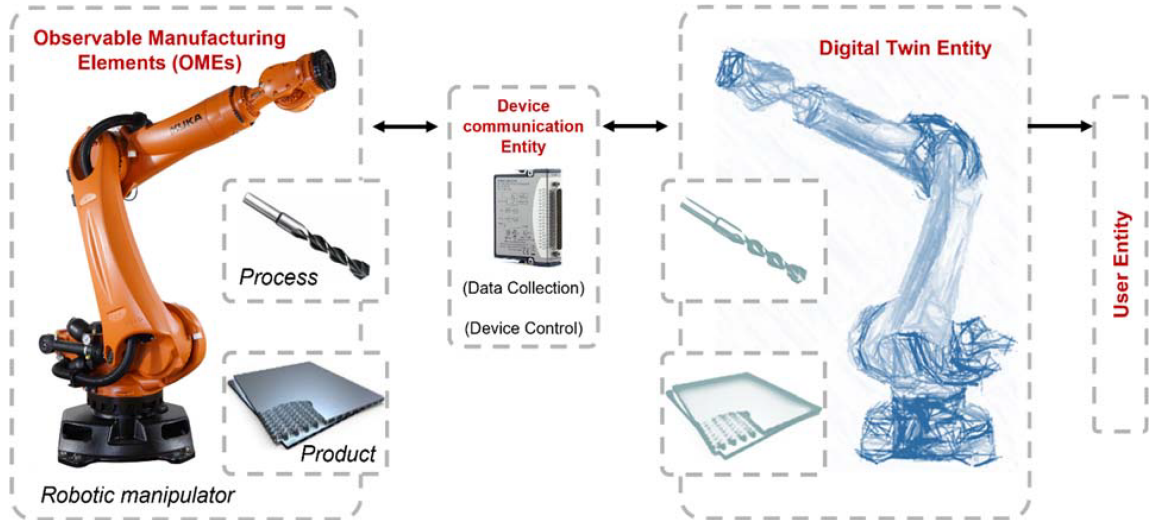 Observable Manufacturing
Elements (OMEs)
KUKA
Process
Product
Robotic manipulator
Device
communication
Entity
(Data Collection)
(Device Control)
Digital Twin Entity
User Entity